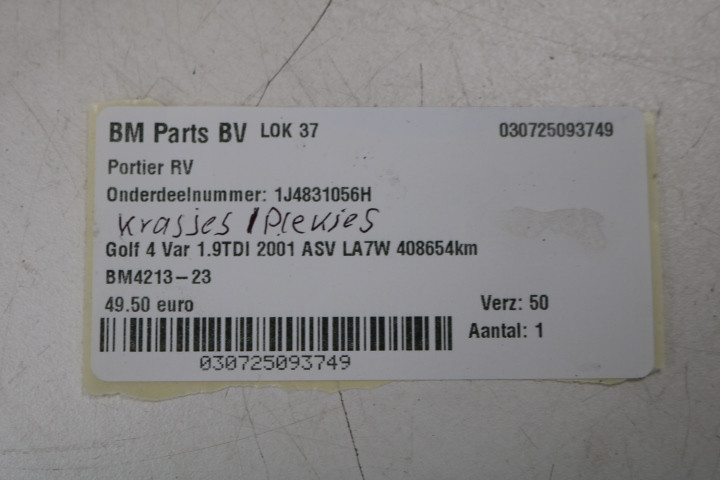 BM Parts BV LOK 37 030725093749
Portier RV
Onderdeelnummer: 1J4831056H
Krasjes / Plekjes
Golf 4 Var 1.9TDI 2001 ASV LA7W 408654km
BM4213-23
49.50 euro Verz: 50
Aantal: 1
030725093749